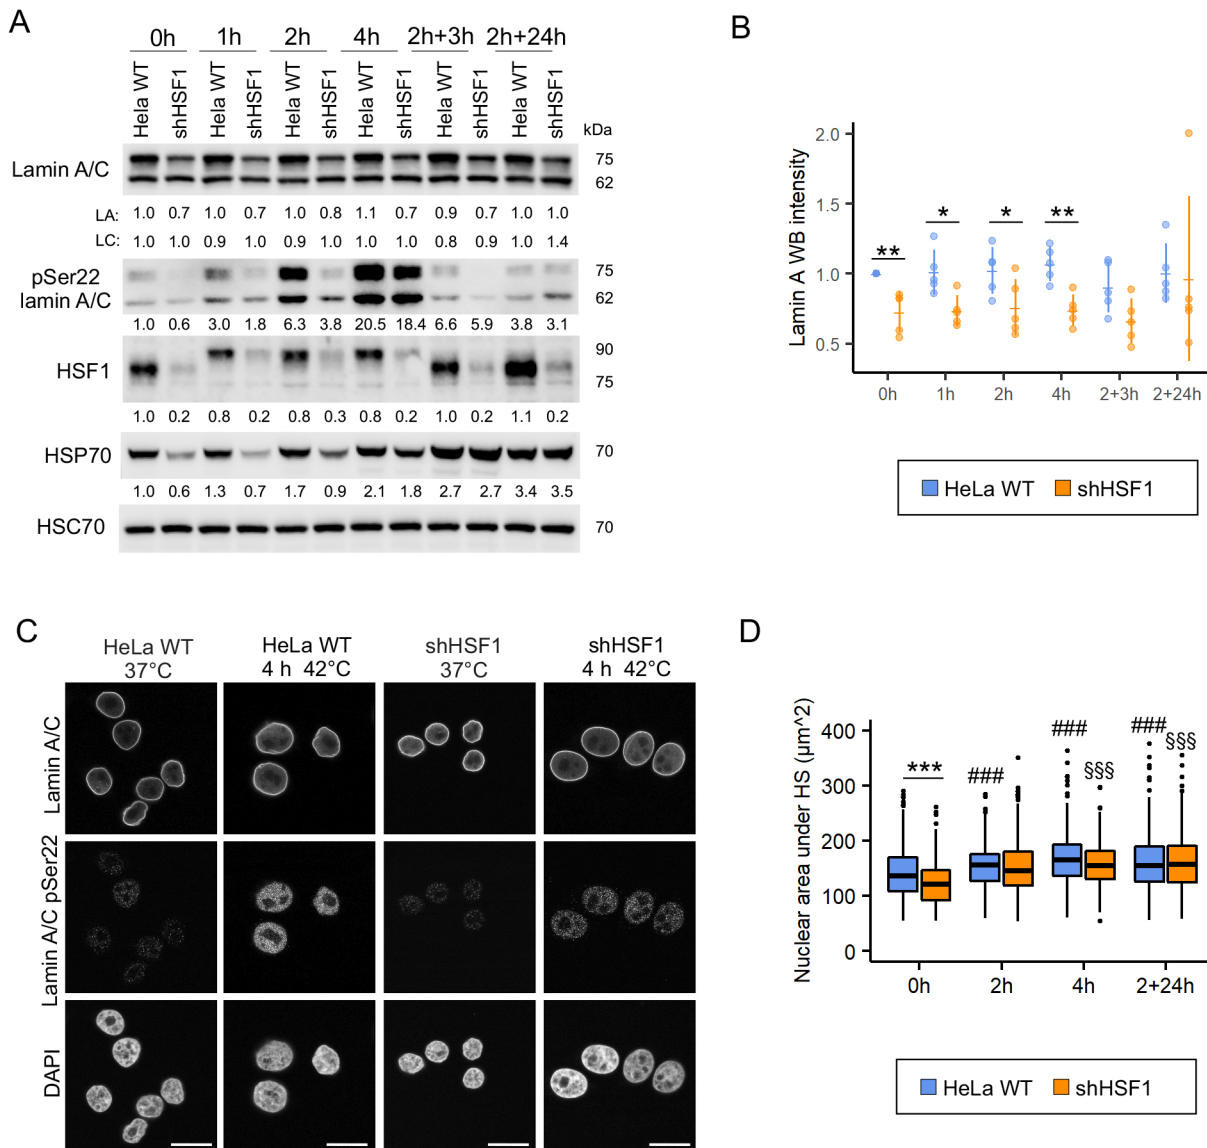 A
0h 1h 2h 4h 2h+3h 2h+24h
Hela WT shHSF1 Hela WT shHSF1 Hela WT shHSF1 Hela WT shHSF1 Hela WT shHSF1 Hela WT shHSF1
kDa
Lamin A/C 75
62
LA: 1.0 0.7 1.0 0.7 1.0 0.8 1.1 0.7 0.9 0.7 1.0 1.0
LC: 1.0 1.0 0.9 1.0 0.9 1.0 1.0 1.0 0.8 0.9 1.0 1.4
pSer22 75
lamin A/C 62
1.0 0.6 3.0 1.8 6.3 3.8 20.5 18.4 6.6 5.9 3.8 3.1
90
HSF1
75
1.0 0.2 0.8 0.2 0.8 0.3 0.8 0.2 1.0 0.2 1.1 0.2
HSP70 70
1.0 0.6 1.3 0.7 1.7 0.9 2.1 1.8 2.7 2.7 3.4 3.5
HSC70 70
B
Lamin A WB intensity
2.0
1.5
1.0
0.5
** * * **
0h 1h 2h 4h 2+3h 2+24h
HeLa WT shHSF1
C
HeLa WT HeLa WT shHSF1 shHSF1
37°C 4 h 42°C 37°C 4 h 42°C
Lamin A/C
Lamin A/C pSer22
DAPI
D
Nuclear area under HS (μm^2)
400
300
200
100
0
*** ### ### §§§ ### §§§
0h 2h 4h 2+24h
HeLa WT shHSF1